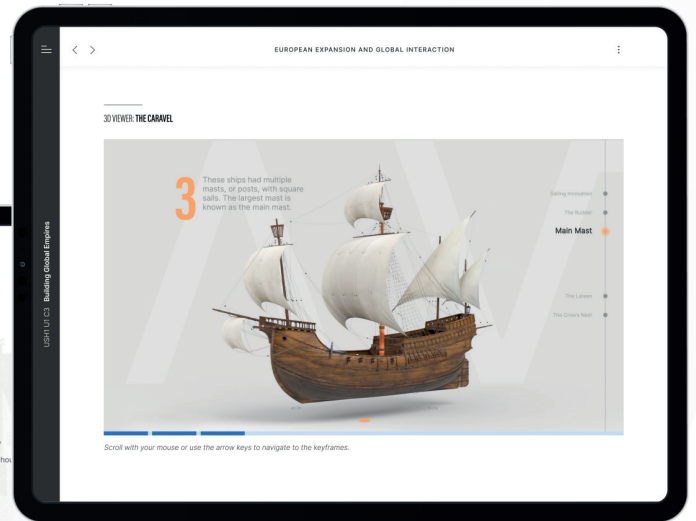 EUROPEAN EXPANSION AND GLOBAL INTERACTION
3D VIEWER: THE CARAVEL
3
These ships had multiple
masts, or posts, with square
sails. The largest mast is
known as the main mast.
Sailing Innovations
The Rudder
Main Mast
The Lateen
The Crow's Nest
Scroll with your mouse or use the arrow keys to navigate to the keyframes.
USH1 U1 C3 Building Global Empires